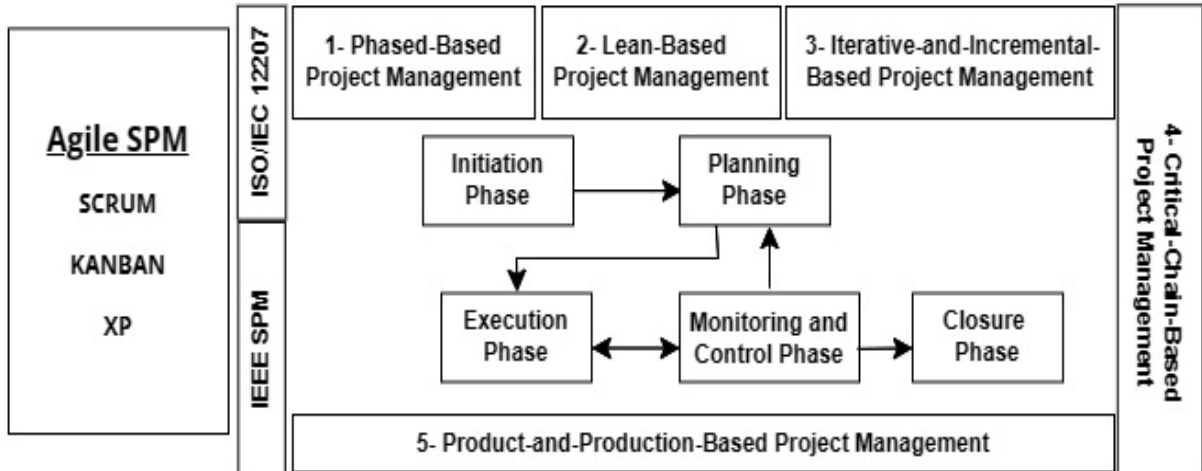 Agile SPM
SCRUM
KANBAN
XP
ISO/IEC 12207
IEEE SPM
1- Phased-Based
Project Management
2- Lean-Based
Project Management
3- Iterative-and-Incremental-
Based Project Management
Initiation
Phase
Planning
Phase
Execution
Phase
Monitoring and
Control Phase
Closure
Phase
4- Critical-Chain-Based
Project Management
5- Product-and-Production-Based Project Management